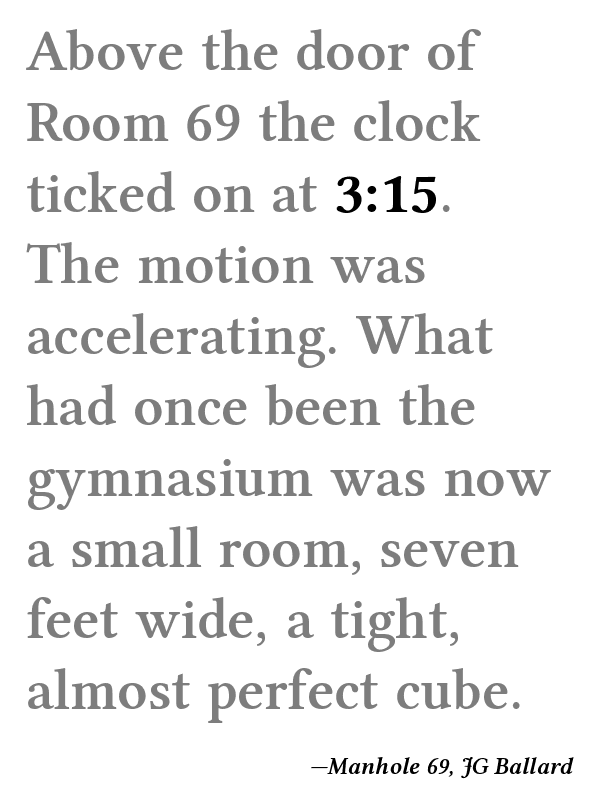 Above the door of
Room 69 the clock
ticked on at 3:15.
The motion was
accelerating. What
had once been the
gymnasium was now
a small room, seven
feet wide, a tight,
almost perfect cube.
—Manhole 69, JG Ballard